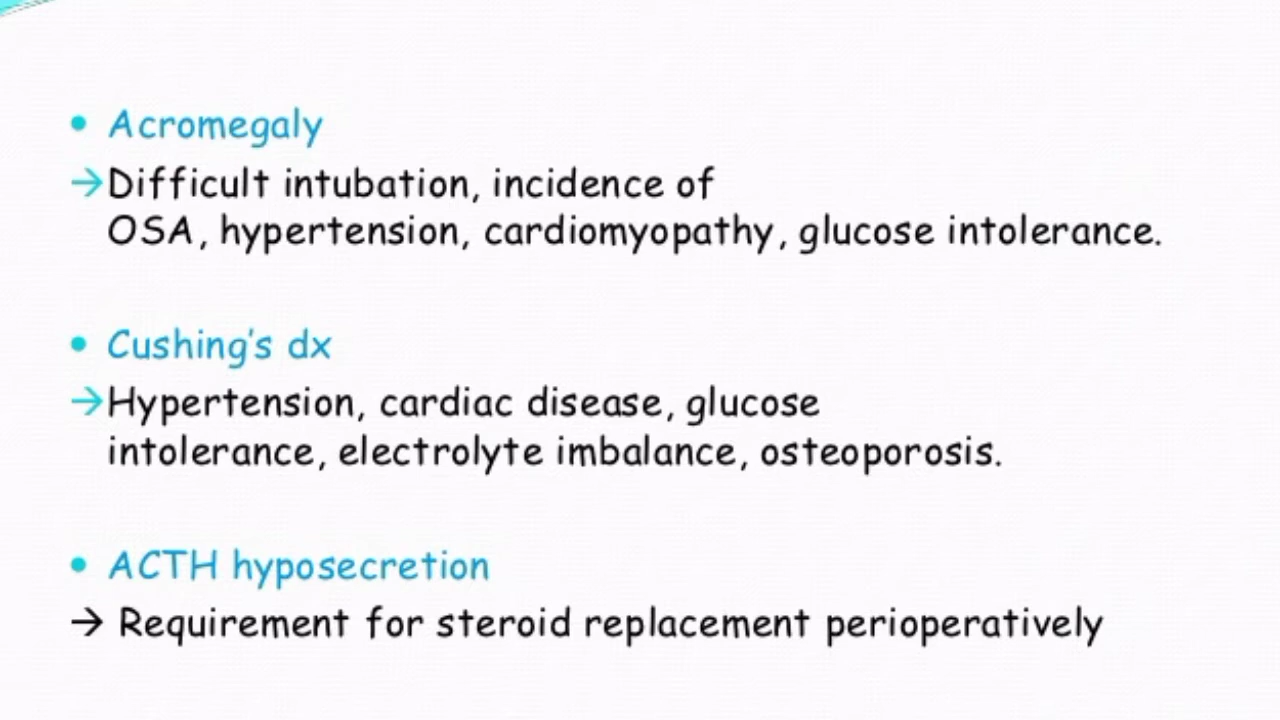 • Acromegaly
→Difficult intubation, incidence of
OSA, hypertension, cardiomyopathy, glucose intolerance.
• Cushing's dx
→Hypertension, cardiac disease, glucose
intolerance, electrolyte imbalance, osteoporosis.
• ACTH hyposecretion
→ Requirement for steroid replacement perioperatively